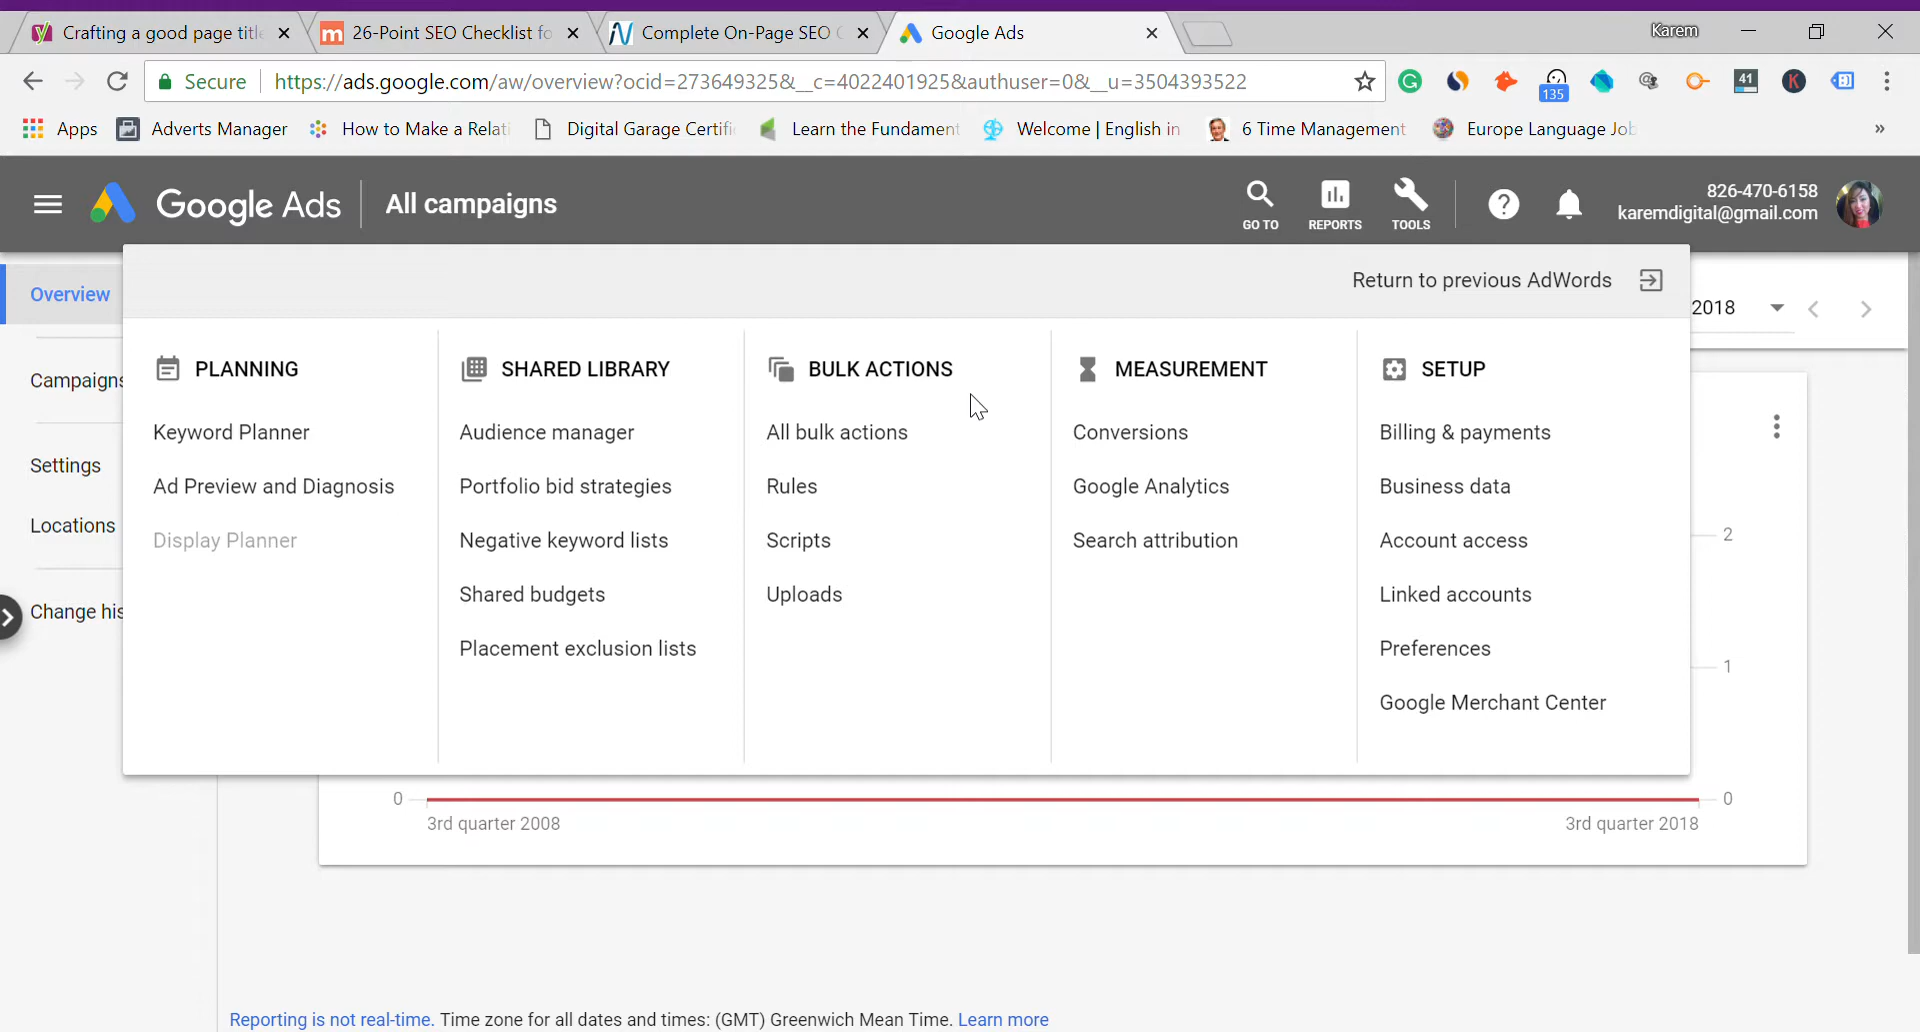 Crafting a good page title
26-Point SEO Checklist fo
Complete On-Page SEO C
Google Ads
Karem
Secure
https://ads.google.com/aw/overview?ocid=273649325&__c=4022401925&authuser=0&__u=3504393522
135
41
K
Apps
Adverts Manager
How to Make a Relati
Digital Garage Certifi
Learn the Fundament
Welcome | English in
6 Time Management
Europe Language Job
»
Google Ads
All campaigns
GO TO
REPORTS
TOOLS
826-470-6158
karemdigital@gmail.com
Return to previous AdWords
Overview
Campaigns
Settings
Locations
Change his
2018
PLANNING
Keyword Planner
Ad Preview and Diagnosis
Display Planner
SHARED LIBRARY
Audience manager
Portfolio bid strategies
Negative keyword lists
Shared budgets
Placement exclusion lists
BULK ACTIONS
All bulk actions
Rules
Scripts
Uploads
MEASUREMENT
Conversions
Google Analytics
Search attribution
SETUP
Billing & payments
Business data
Account access
Linked accounts
Preferences
Google Merchant Center
2
1
0
0
3rd quarter 2008
3rd quarter 2018
Reporting is not real-time. Time zone for all dates and times: (GMT) Greenwich Mean Time. Learn more